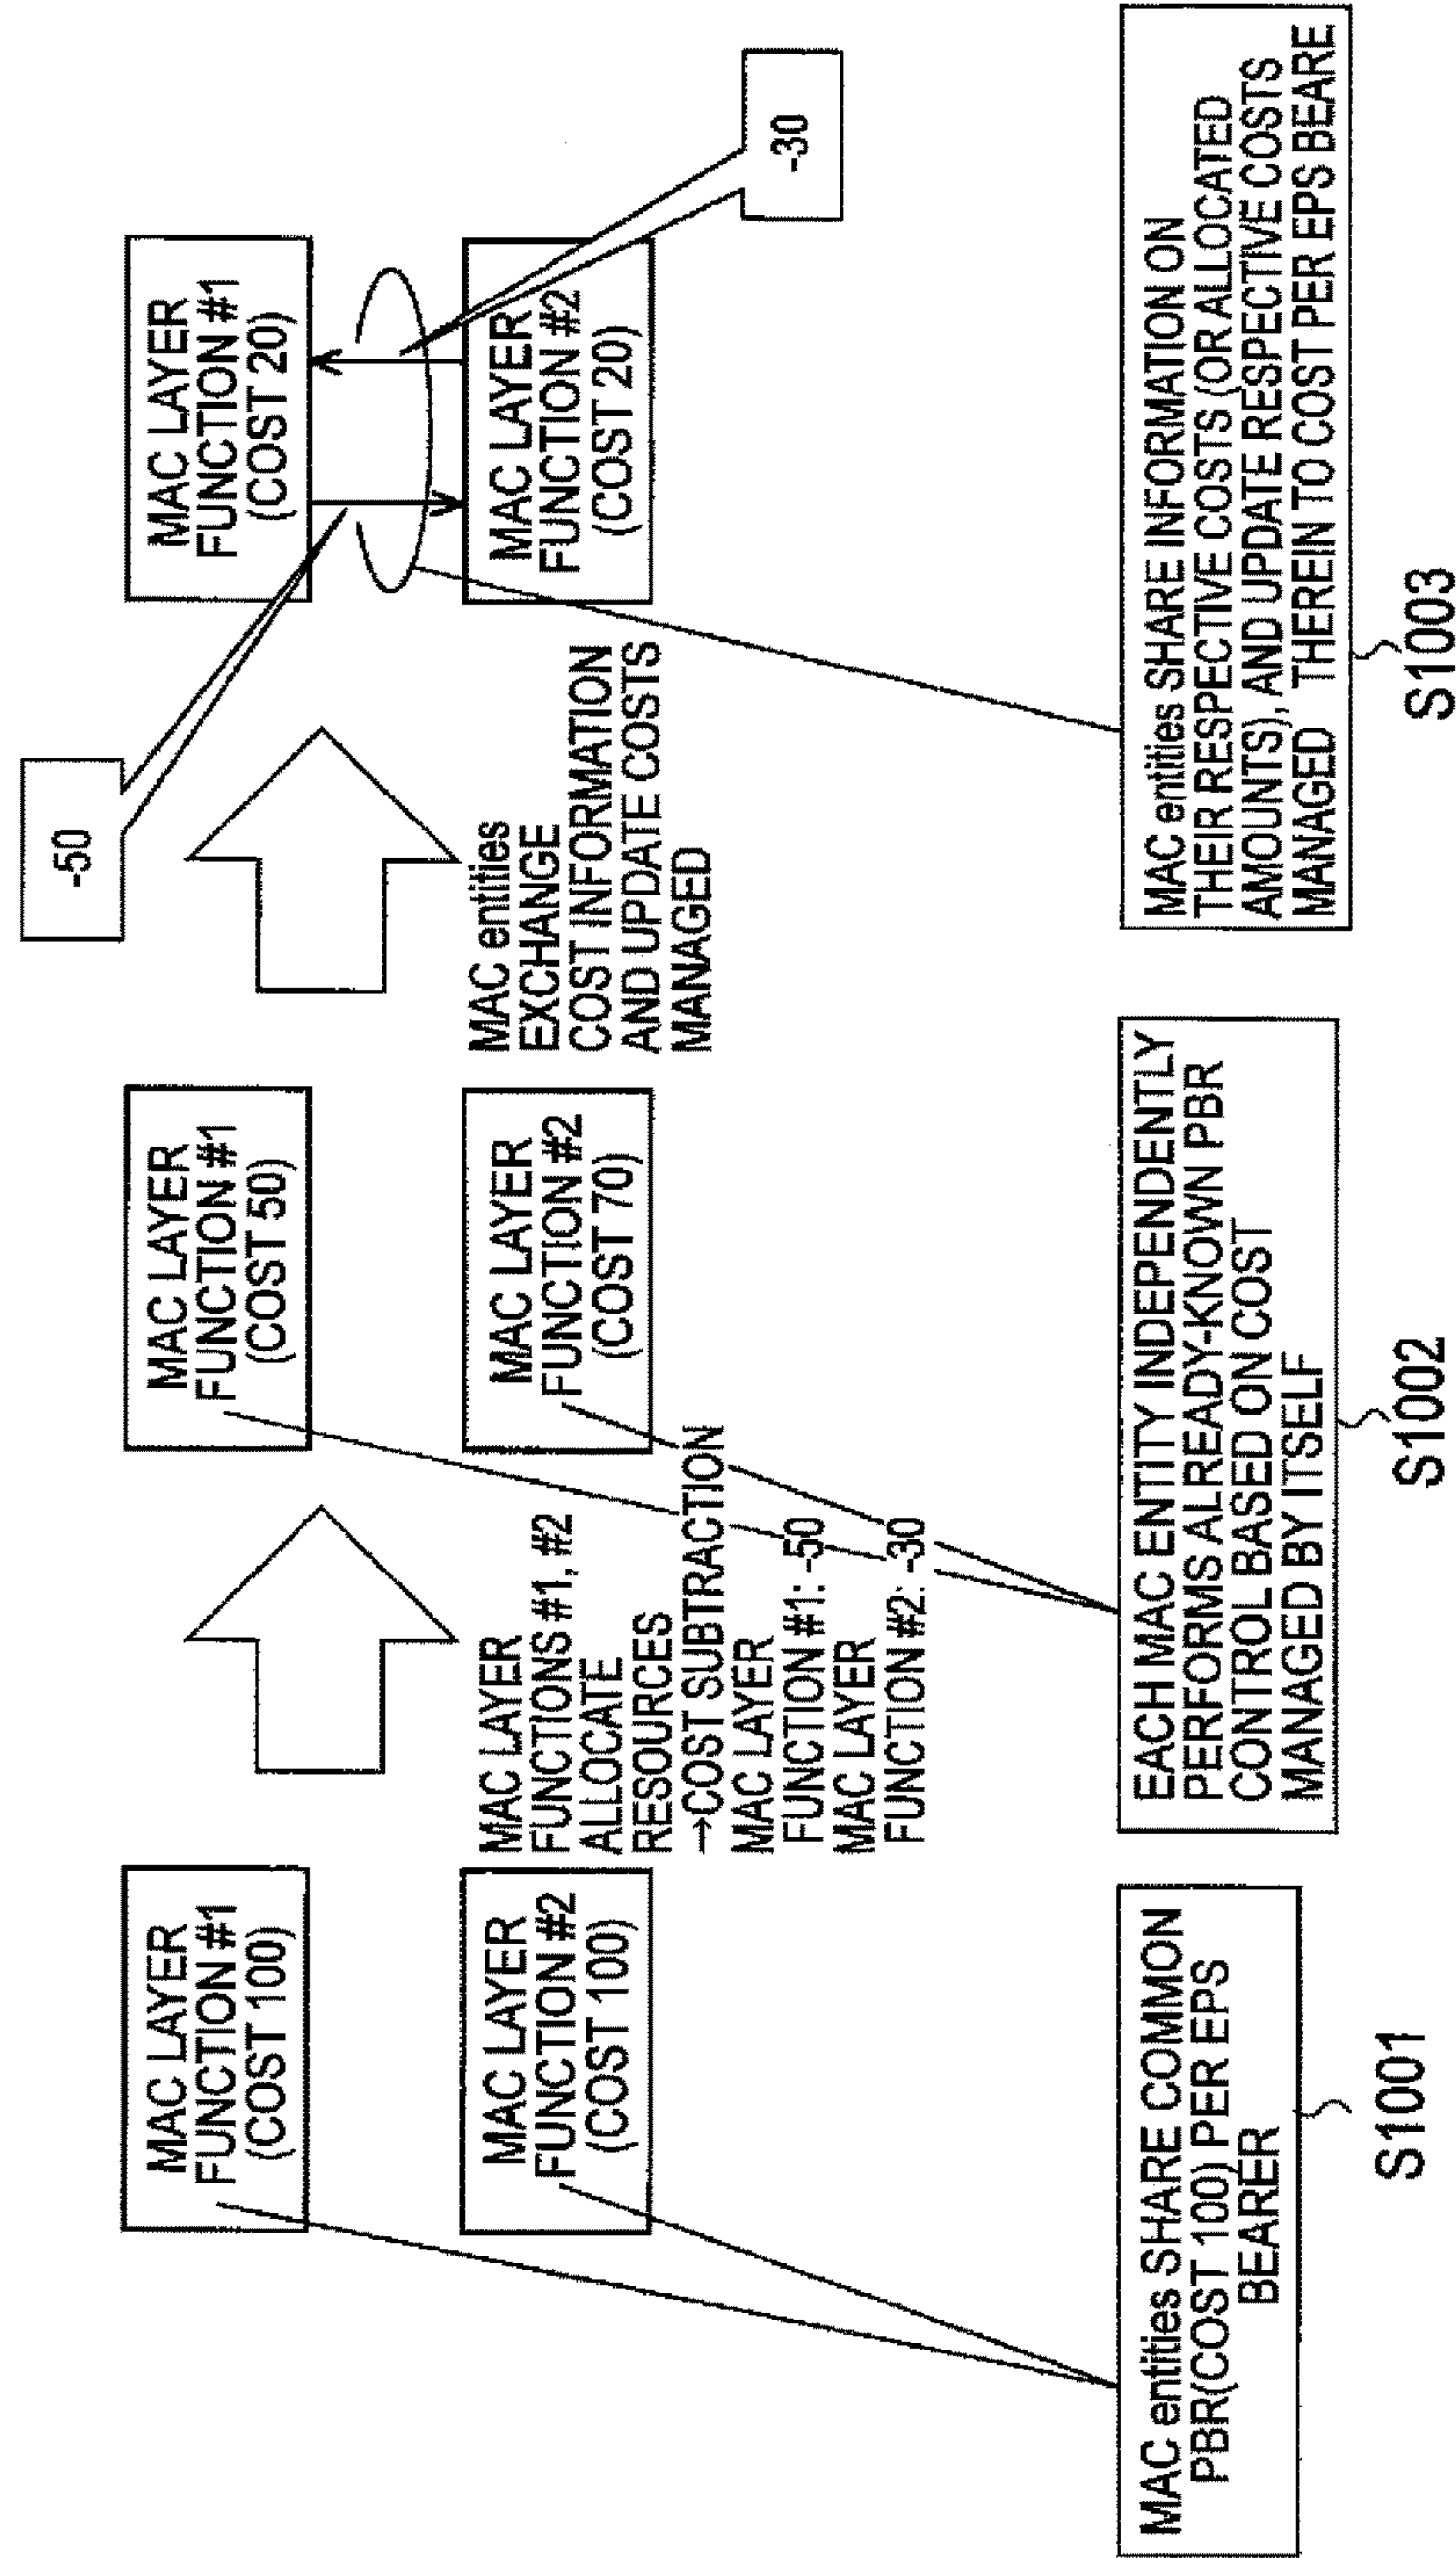 MAC LAYER
FUNCTION #1
(COST 100)
MAC LAYER
FUNCTION #2
(COST 100)
MAC LAYER
FUNCTIONS #1, #2
ALLOCATE
RESOURCES
→COST SUBTRACTION
MAC LAYER
FUNCTION #1: -50
MAC LAYER
FUNCTION #2: -30
MAC LAYER
FUNCTION #1
(COST 50)
MAC LAYER
FUNCTION #2
(COST 70)
MAC entities
EXCHANGE
COST INFORMATION
AND UPDATE COSTS
MANAGED
-50
MAC LAYER
FUNCTION #1
(COST 20)
MAC LAYER
FUNCTION #2
(COST 20)
-30
MAC entities SHARE COMMON
PBR(COST 100) PER EPS
BEARER
S1001
EACH MAC ENTITY INDEPENDENTLY
PERFORMS ALREADY-KNOWN PBR
CONTROL BASED ON COST
MANAGED BY ITSELF
S1002
MAC entities SHARE INFORMATION ON
THEIR RESPECTIVE COSTS (OR ALLOCATED
AMOUNTS), AND UPDATE RESPECTIVE COSTS
MANAGED THEREIN TO COST PER EPS BEARE
S1003